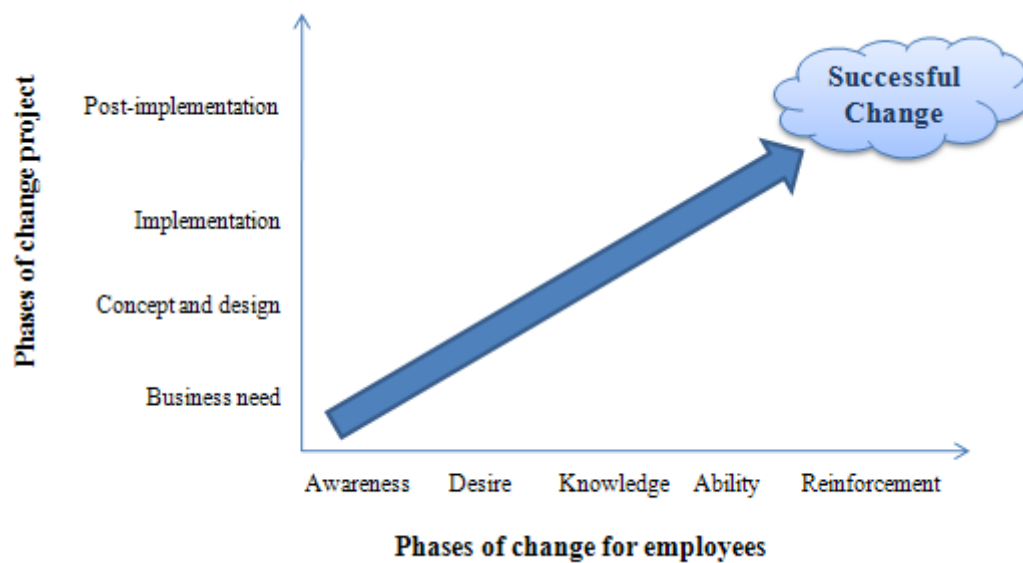 Successful
Change
Phases of change project
Post-implementation
Implementation
Concept and design
Business need
Awareness Desire Knowledge Ability Reinforcement
Phases of change for employees